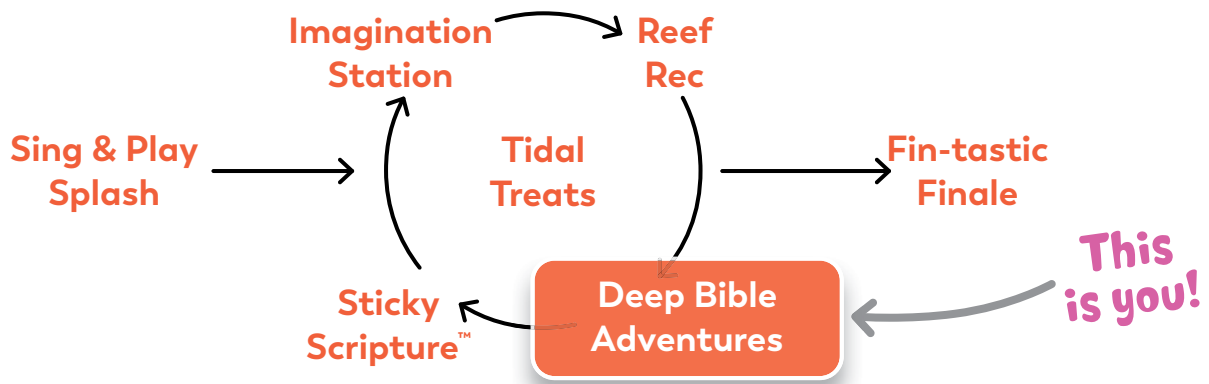 Imagination
Station
Reef
Rec
Sing & Play
Splash
Tidal
Treats
Fin-tastic
Finale
This
is you!
Deep Bible
Adventures
Sticky
Scripture™